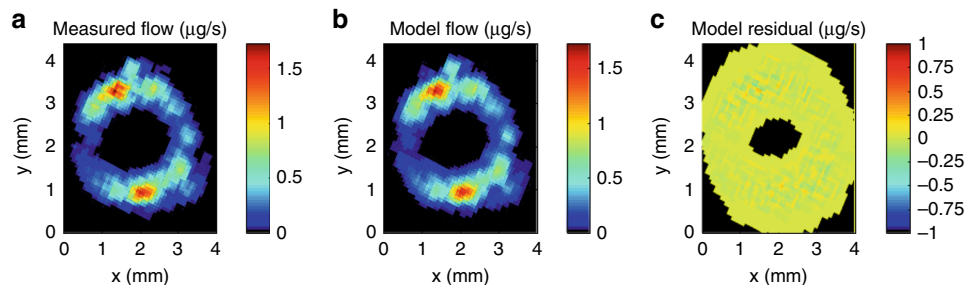 a
Measured flow (μg/s)
y (mm)
4
3
2
1
0
0 1 2 3 4
x (mm)
1.5
1
0.5
0
b
Model flow (μg/s)
y (mm)
4
3
2
1
0
0 1 2 3 4
x (mm)
1.5
1
0.5
0
c
Model residual (μg/s)
y (mm)
4
3
2
1
0
0 1 2 3 4
x (mm)
1
0.75
0.5
0.25
0
−0.25
−0.5
−0.75
−1